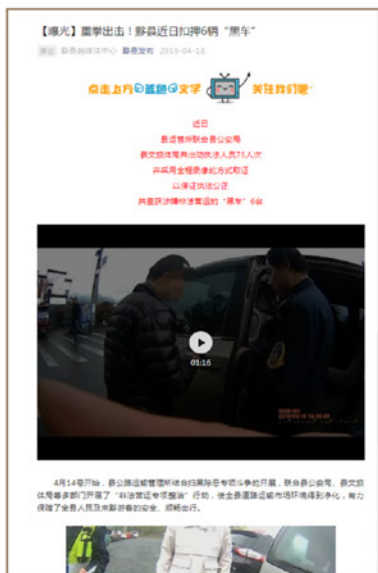 【曝光】重拳出击！黟县近日扣押6辆“黑车”
原创 黟县融媒体中心 黟县发布 2019-04-16
点击上方蓝色文字 关注我们吧~
近日
县运管所联合县公安局
县文旅体局共出动执法人员76人次
并采用全程录像的方式取证
以保证执法公正
共查获涉嫌非法营运的“黑车”6台
01:16
4月14号开始，县公路运输管理所结合扫黑除恶专项斗争的开展，联合县公安局、县文旅
体局等多部门开展了“非法营运专项整治”行动，使全县道路运输市场环境得到净化，有力
保障了全县人民及来黟游客的安全、顺畅出行。